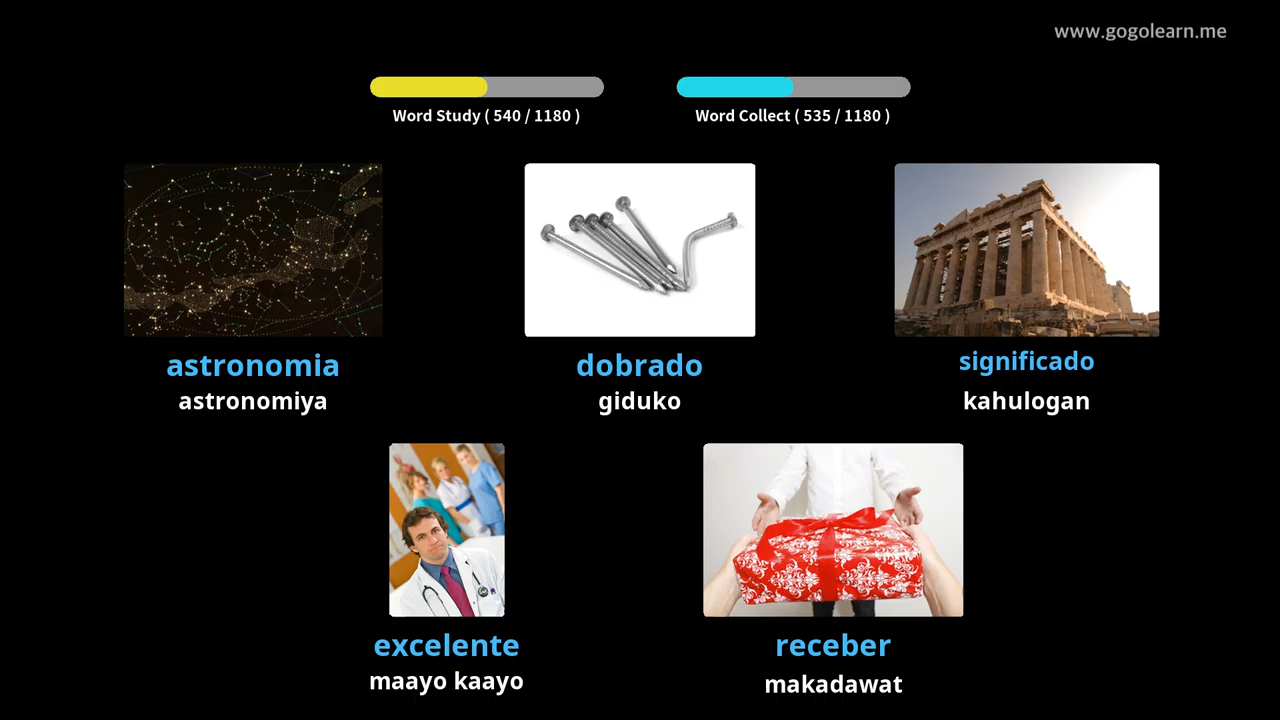 www.gogolearn.me
Word Study ( 540 / 1180 )
Word Collect ( 535 / 1180 )
astronomia
astronomiya
dobrado
giduko
significado
kahulogan
excelente
maayo kaayo
receber
makadawat